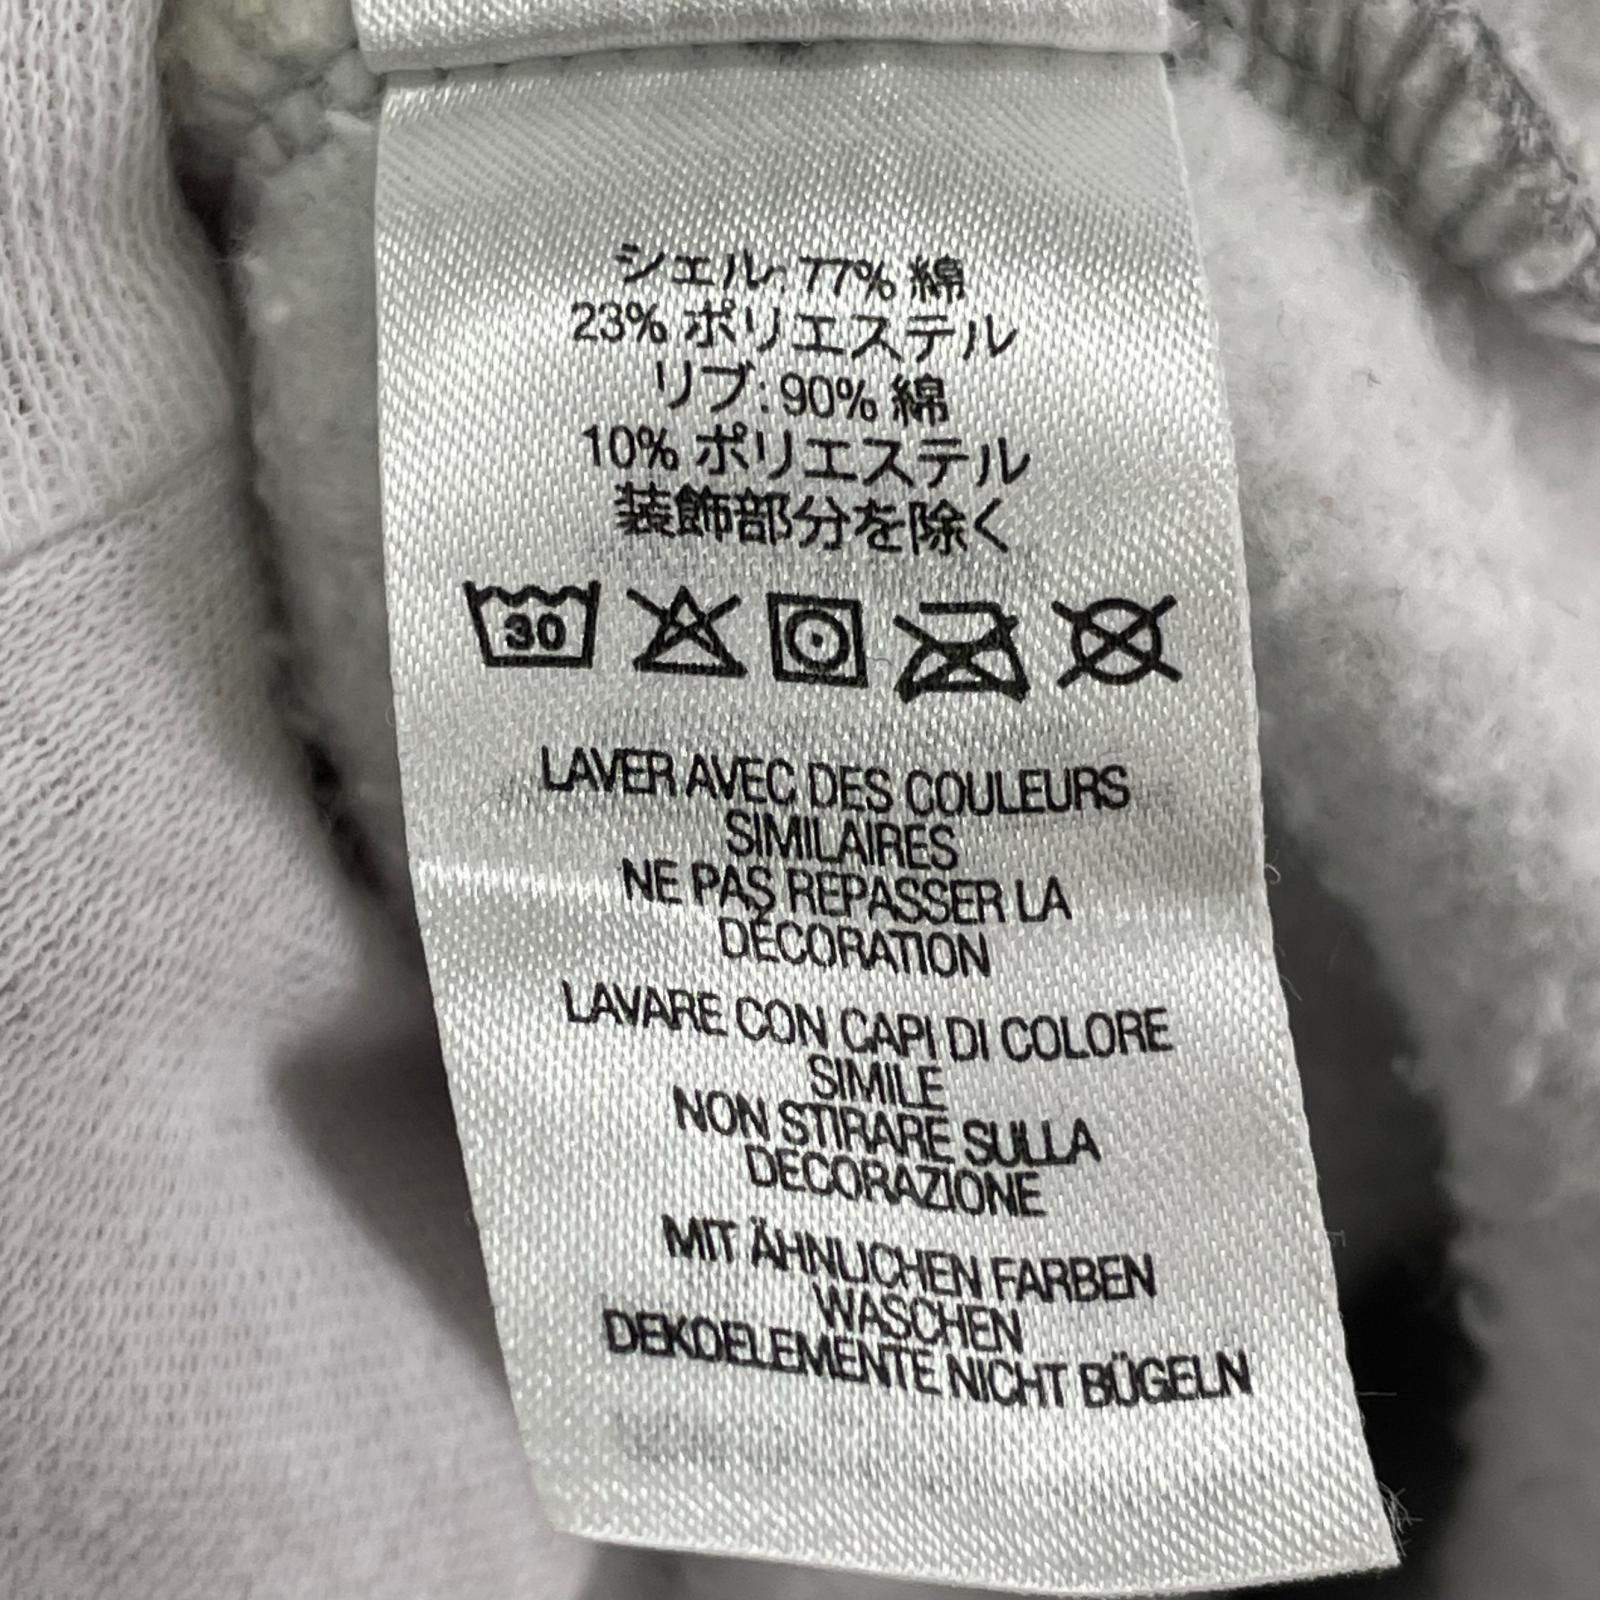 シェル: 77% 綿
23% ポリエステル
リブ: 90% 綿
10% ポリエステル
装飾部分を除く
30
LAVER AVEC DES COULEURS
SIMILAIRES
NE PAS REPASSER LA
DÉCORATION
LAVARE CON CAPI DI COLORE
SIMILE
NON STIRARE SULLA
DECORAZIONE
MIT ÄHNLICHEN FARBEN
WASCHEN
DEKOELEMENTE NICHT BÜGELN